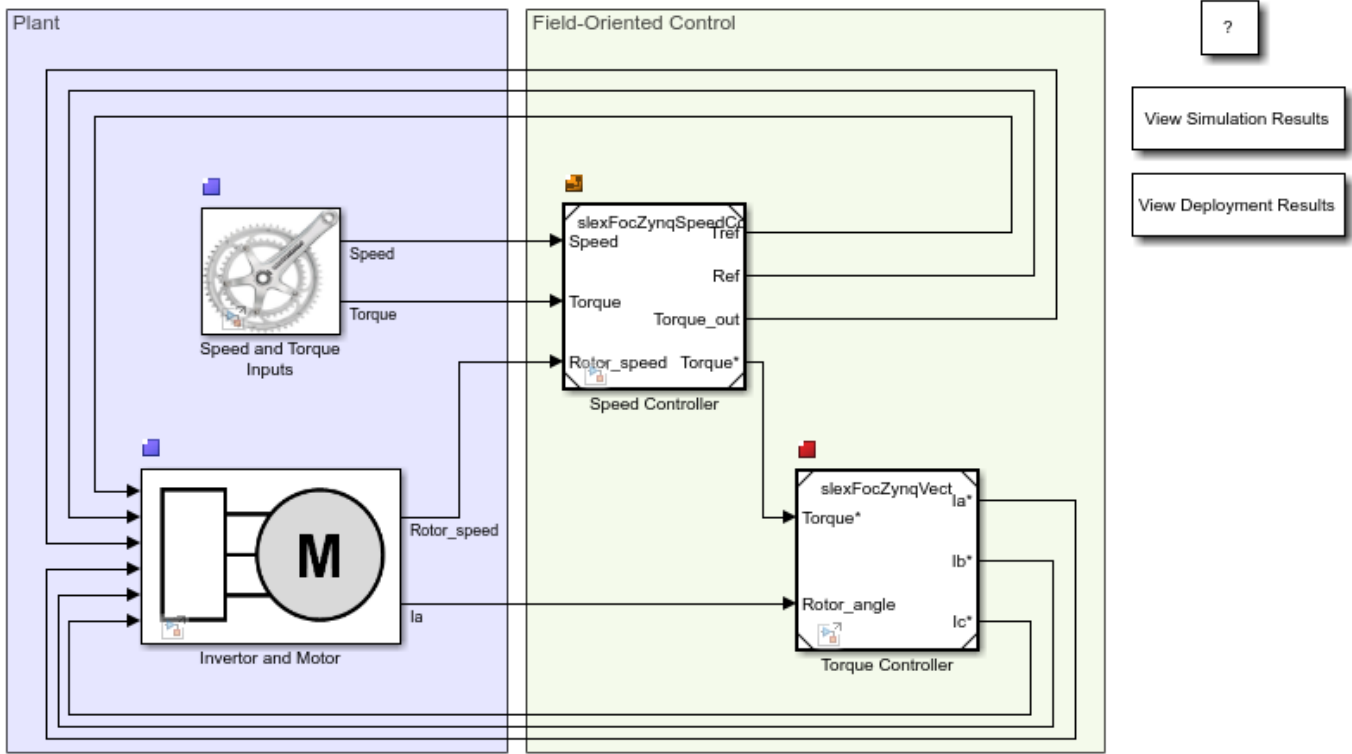 Plant
Field-Oriented Control
?
View Simulation Results
View Deployment Results
Speed
Torque
Speed and Torque
Inputs
slexFocZynqSpeedCo
Speed
Torque
Rotor_speed
Tref
Ref
Torque_out
Torque*
Speed Controller
M
Rotor_speed
Ia
Invertor and Motor
slexFocZynqVect
Torque*
Rotor_angle
Ia*
Ib*
Ic*
Torque Controller